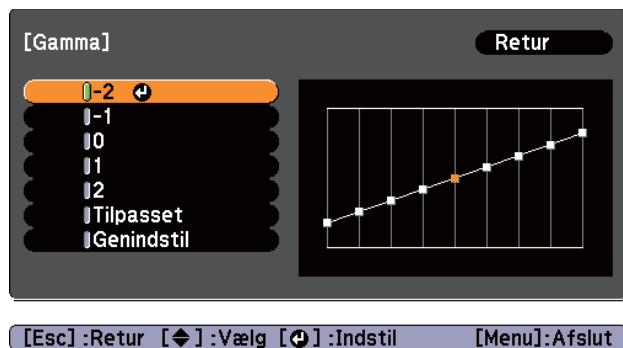 [Gamma] Retur
-2
-1
0
1
2
Tilpasset
Genindstil
[Esc] :Retur [◆] :Vælg [⏎] :Indstil [Menu]:Afslut